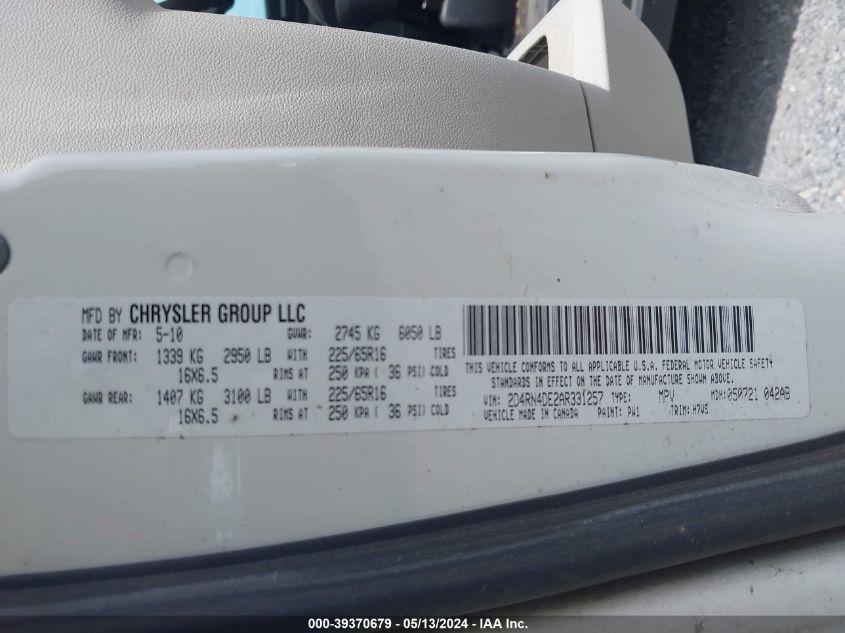 MFD BY CHRYSLER GROUP LLC
DATE OF MFR: 5-10 GVWR: 2745 KG 6050 LB
GAWR FRONT: 1339 KG 2950 LB WITH 225/65R16 TIRES
16X6.5 RIMS AT 250 KPA ( 36 PSI) COLD
GAWR REAR: 1407 KG 3100 LB WITH 225/65R16 TIRES
16X6.5 RIMS AT 250 KPA ( 36 PSI) COLD
THIS VEHICLE CONFORMS TO ALL APPLICABLE U.S.A. FEDERAL MOTOR VEHICLE SAFETY
STANDARDS IN EFFECT ON THE DATE OF MANUFACTURE SHOWN ABOVE.
VIN: 2D4RN4DE2AR331257 TYPE: MPV MDH: 050721 042AB
VEHICLE MADE IN CANADA PAINT: PW1 TRIM: H7V5
000-39370679 - 05/13/2024 - IAA Inc.